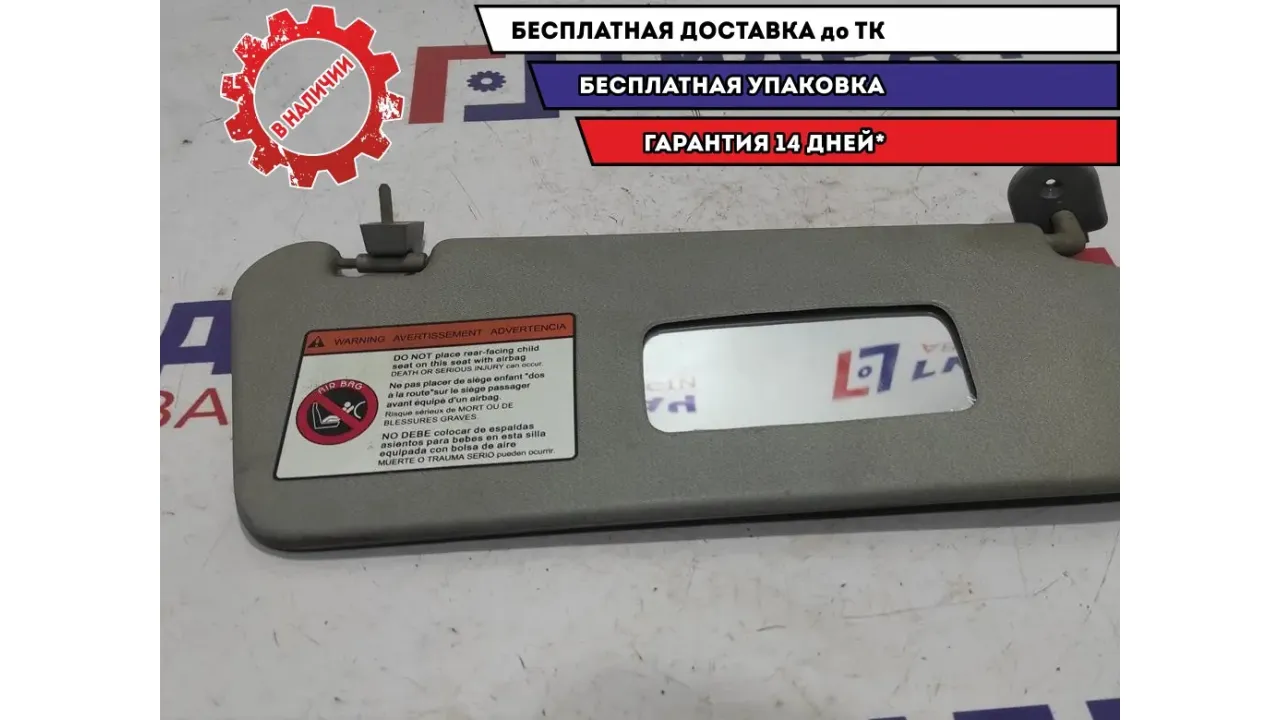 БЕСПЛАТНАЯ ДОСТАВКА до ТК
БЕСПЛАТНАЯ УПАКОВКА
ГАРАНТИЯ 14 ДНЕЙ*
В НАЛИЧИИ
WARNING AVERTISSEMENT ADVERTENCIA
DO NOT place rear-facing child
seat on this seat with airbag
DEATH OR SERIOUS INJURY can occur.
Ne pas placer de siége enfant "dos
à la route"sur le siége passager
avant équipe d'un airbag.
Risque sérieux de MORT OU DE
BLESSURES GRAVES.
NO DEBE colocar de espaldas
asientos para bebes en esta silla
equipada con bolsa de aire
MUERTE O TRAUMA SERIO pueden ocurrir.
AIR BAG